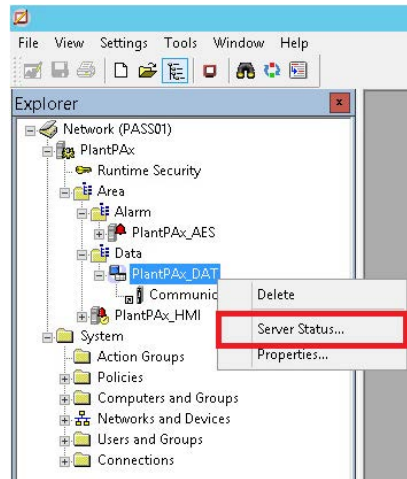 File View Settings Tools Window Help
Explorer
Network (PASS01)
PlantPAx
Runtime Security
Area
Alarm
PlantPAx_AES
Data
PlantPAx_DAT
Communic
Delete
Server Status...
Properties...
PlantPAx_HMI
System
Action Groups
Policies
Computers and Groups
Networks and Devices
Users and Groups
Connections